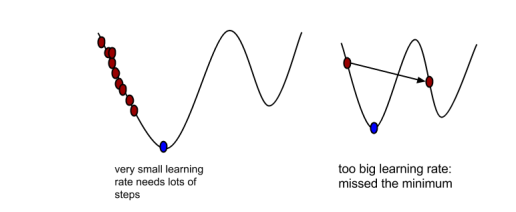 very small learning
rate needs lots of
steps
too big learning rate:
missed the minimum